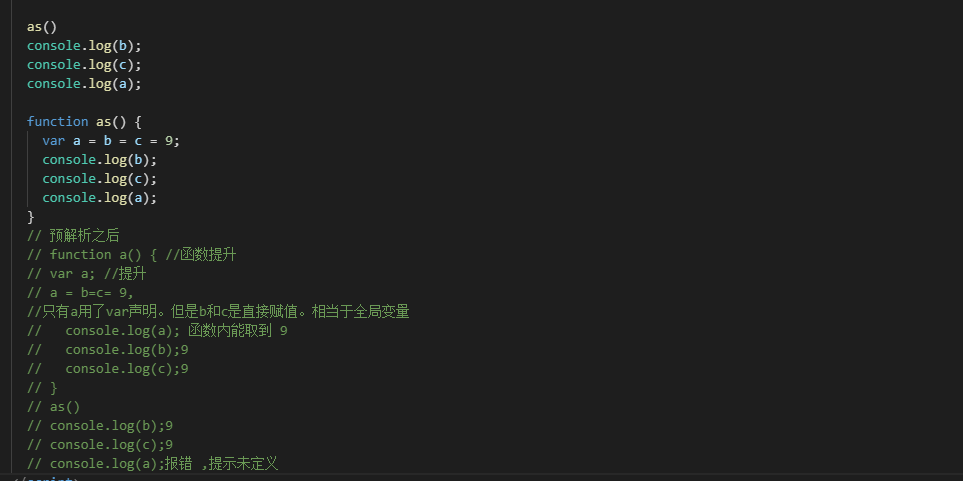 as()
console.log(b);
console.log(c);
console.log(a);
function as() {
var a = b = c = 9;
console.log(b);
console.log(c);
console.log(a);
}
// 预解析之后
// function a() { //函数提升
// var a; //提升
// a = b=c= 9,
//只有a用了var声明。但是b和c是直接赋值。相当于全局变量
//   console.log(a); 函数内能取到 9
//   console.log(b);9
//   console.log(c);9
// }
// as()
// console.log(b);9
// console.log(c);9
// console.log(a);报错 ,提示未定义
</script>